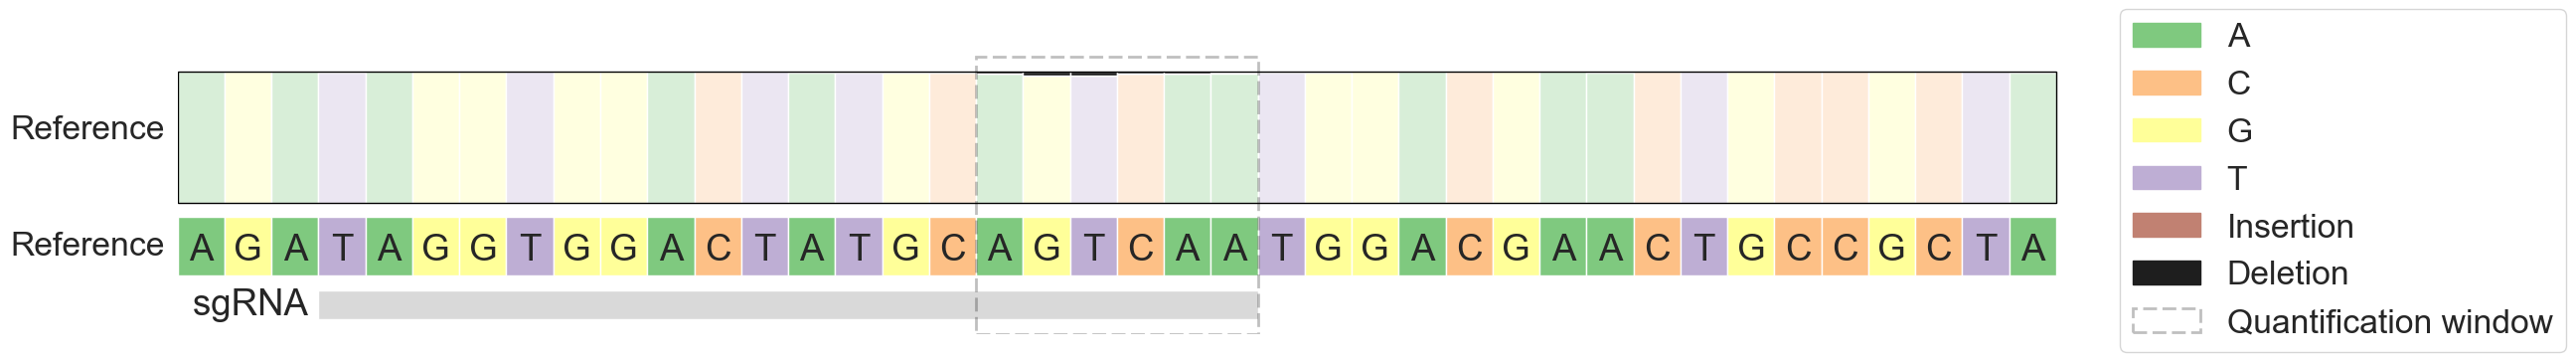 Reference
Reference A G A T A G G T G G A C T A T G C A G T C A A T G G A C G A A C T G C C G C T A
sgRNA
A
C
G
T
Insertion
Deletion
Quantification window